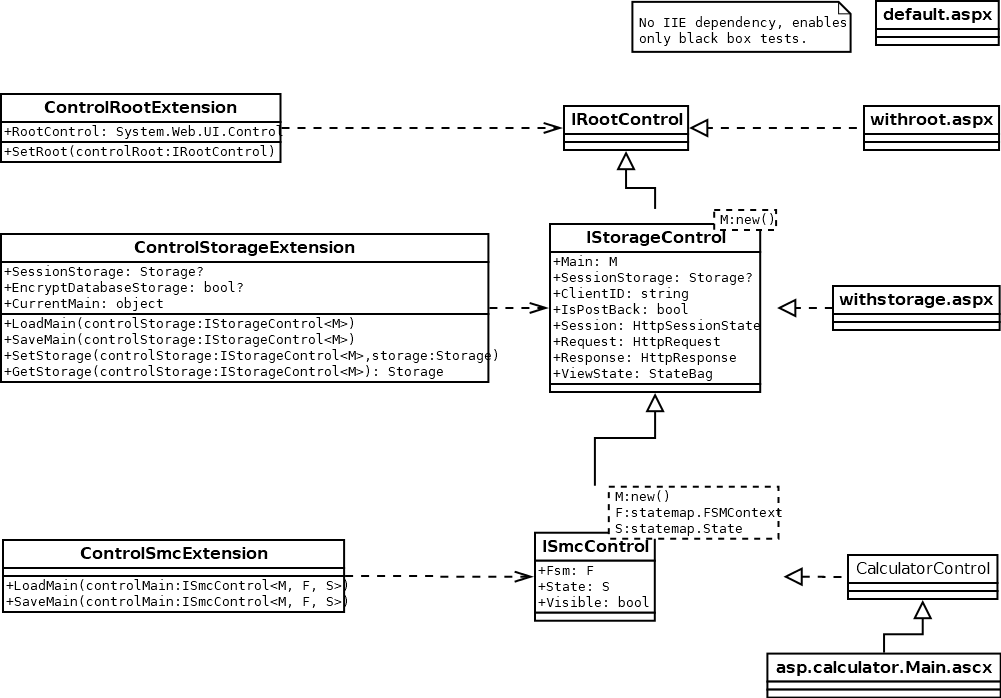 No IIE dependency, enables
only black box tests.
default.aspx
ControlRootExtension
+RootControl: System.Web.UI.Control
+SetRoot(controlRoot:IRootControl)
IRootControl
withroot.aspx
M:new()
ControlStorageExtension
+SessionStorage: Storage?
+EncryptDatabaseStorage: bool?
+CurrentMain: object
+LoadMain(controlStorage:IStorageControl<M>)
+SaveMain(controlStorage:IStorageControl<M>)
+SetStorage(controlStorage:IStorageControl<M>,storage:Storage)
+GetStorage(controlStorage:IStorageControl<M>): Storage
IStorageControl
+Main: M
+SessionStorage: Storage?
+ClientID: string
+IsPostBack: bool
+Session: HttpSessionState
+Request: HttpRequest
+Response: HttpResponse
+ViewState: StateBag
withstorage.aspx
M:new()
F:statemap.FSMContext
S:statemap.State
ControlSmcExtension
+LoadMain(controlMain:ISmcControl<M, F, S>)
+SaveMain(controlMain:ISmcControl<M, F, S>)
ISmcControl
+Fsm: F
+State: S
+Visible: bool
CalculatorControl
asp.calculator.Main.ascx